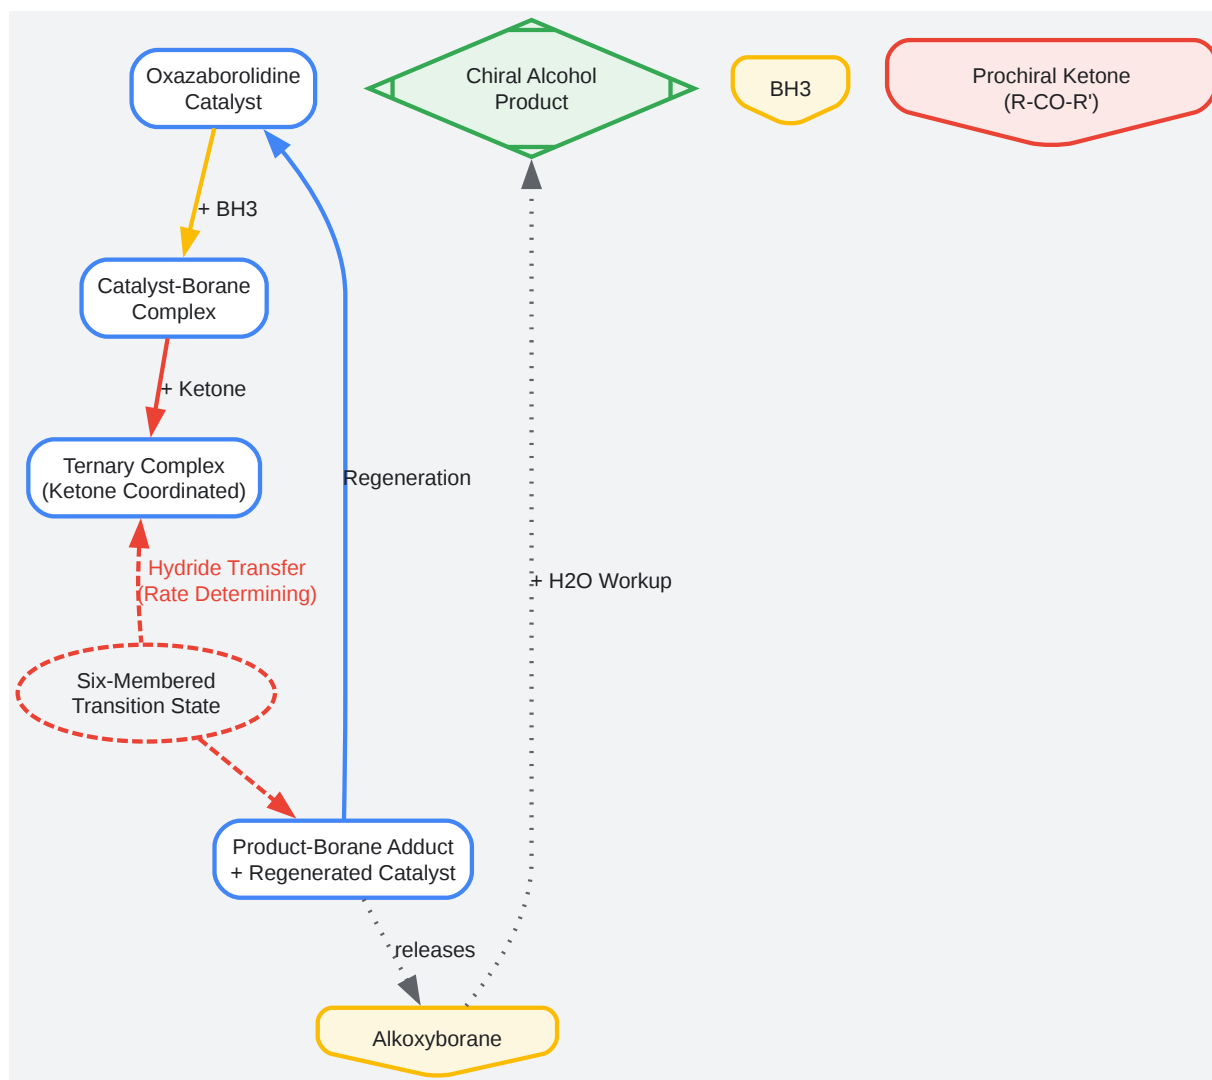 Oxazaborolidine
Catalyst
Chiral Alcohol
Product
BH3
Prochiral Ketone
(R-CO-R')
+ BH3
Catalyst-Borane
Complex
+ Ketone
Ternary Complex
(Ketone Coordinated)
Regeneration
Hydride Transfer
(Rate Determining)
+ H2O Workup
Six-Membered
Transition State
Product-Borane Adduct
+ Regenerated Catalyst
releases
Alkoxyborane